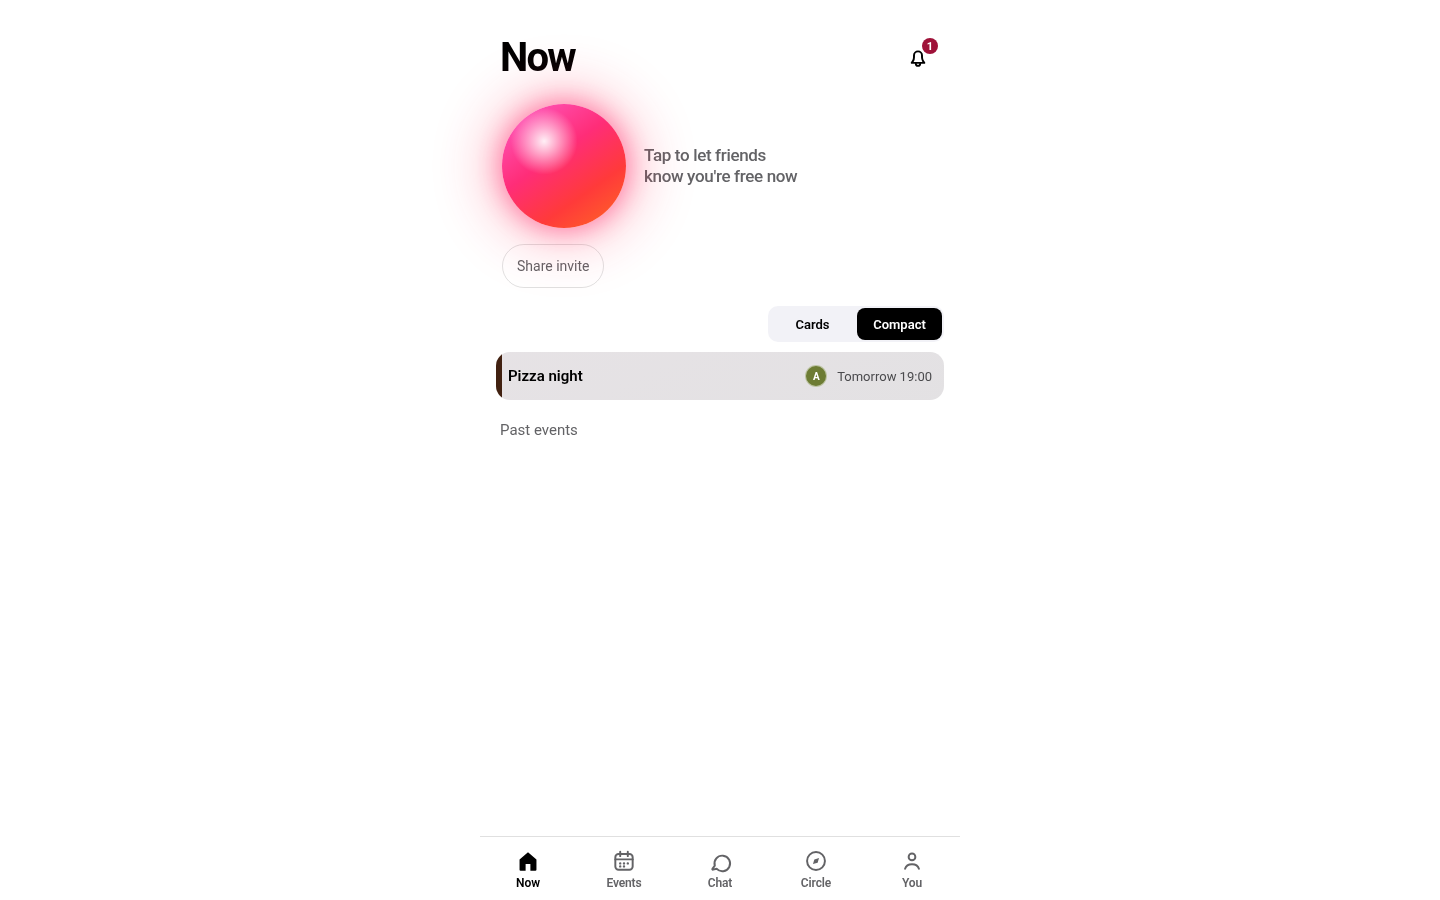 Now
1
Tap to let friends
know you're free now
Share invite
Cards Compact
Pizza night A Tomorrow 19:00
Past events
Now Events Chat Circle You